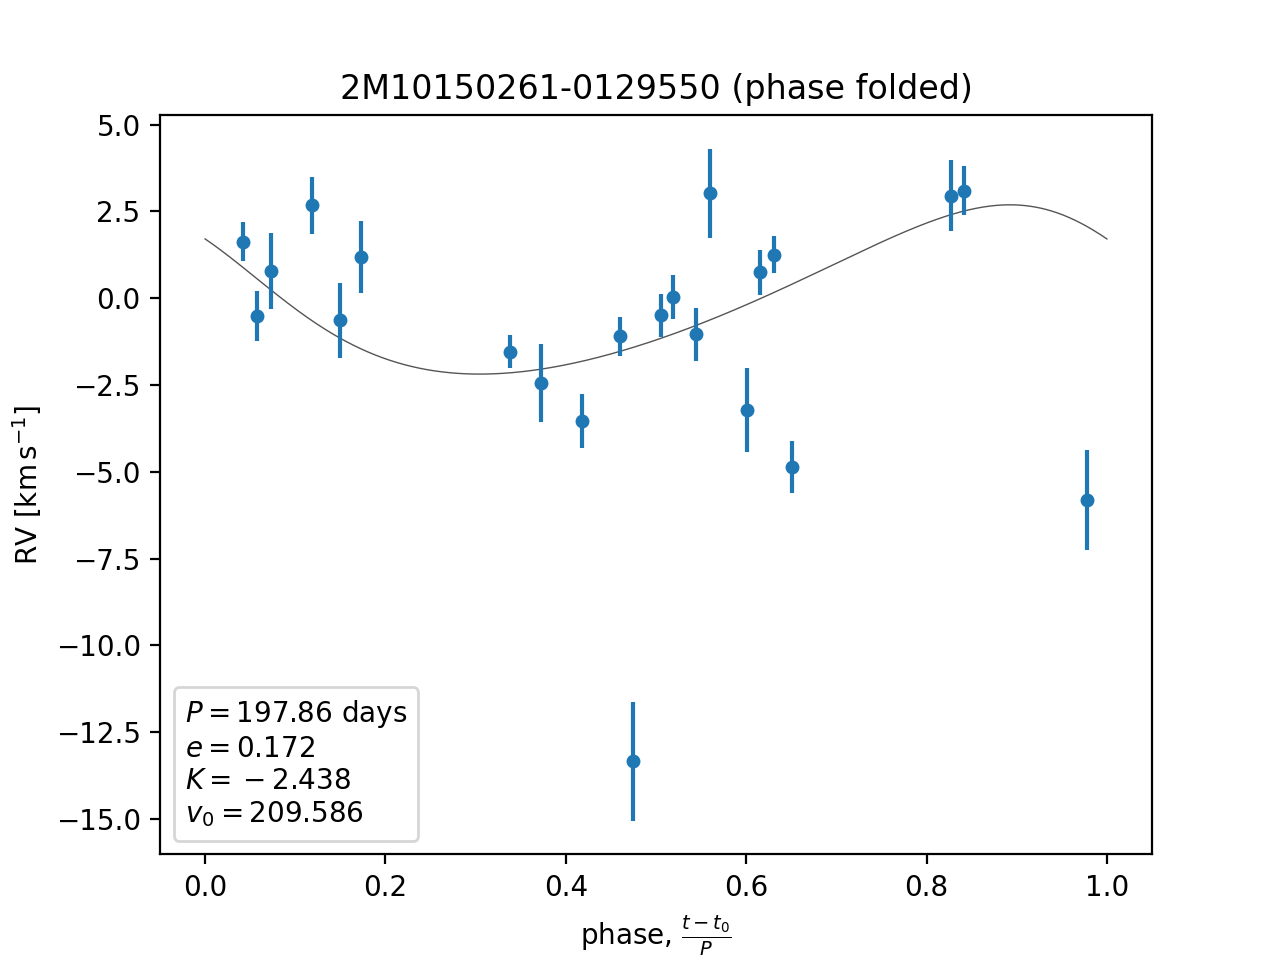 2M10150261-0129550 (phase folded)
5.0
2.5
0.0
−2.5
−5.0
−7.5
−10.0
−12.5
−15.0
RV [km s⁻¹]
P = 197.86 days
e = 0.172
K = −2.438
v₀ = 209.586
0.0 0.2 0.4 0.6 0.8 1.0
phase, (t − t₀)/P